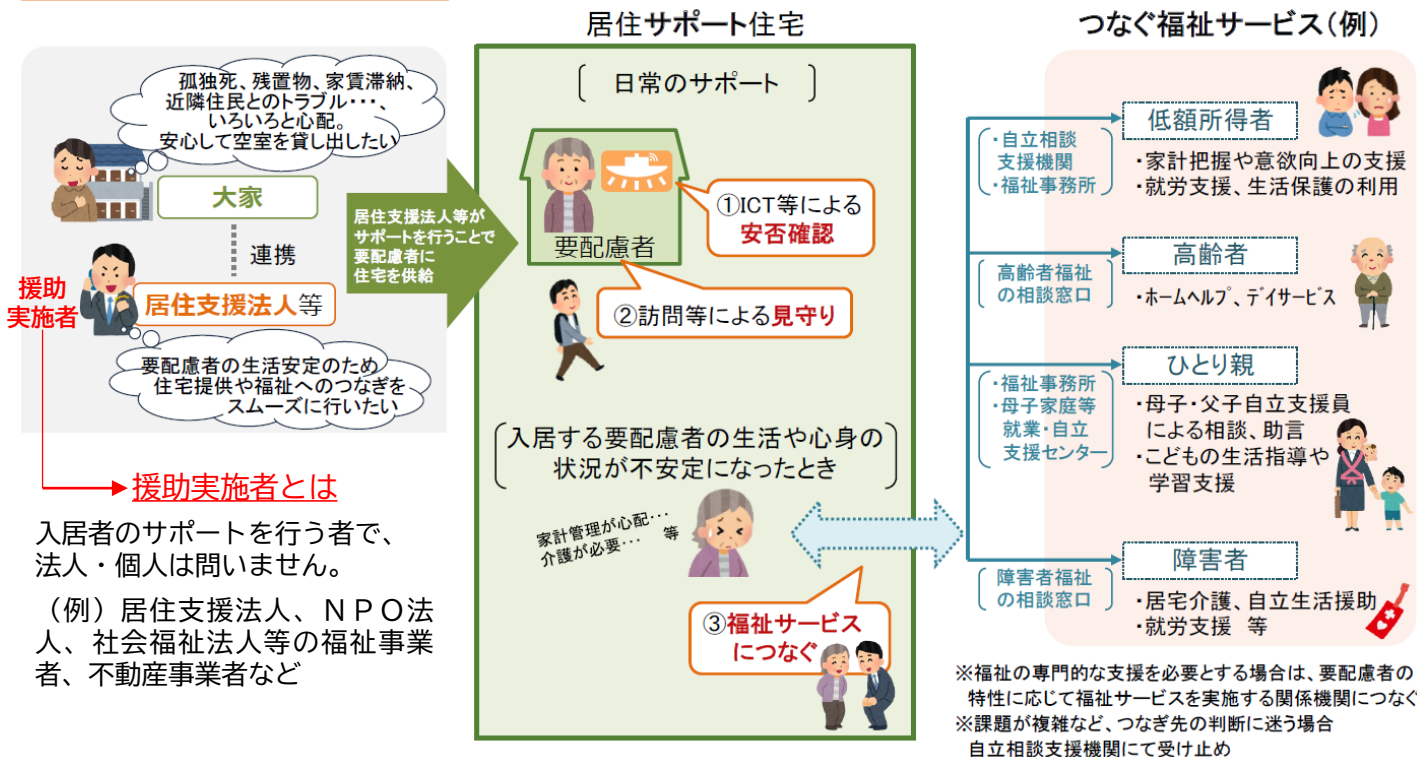 孤独死、残置物、家賃滞納、
近隣住民とのトラブル・・・、
いろいろと心配。
安心して空室を貸し出したい
大家
連携
援助
実施者
居住支援法人等
要配慮者の生活安定のため
住宅提供や福祉へのつなぎを
スムーズに行いたい
援助実施者とは
入居者のサポートを行う者で、
法人・個人は問いません。
（例）居住支援法人、ＮＰＯ法
人、社会福祉法人等の福祉事業
者、不動産事業者など
居住支援法人等が
サポートを行うことで
要配慮者に
住宅を供給
居住サポート住宅
日常のサポート
要配慮者
①ICT等による
安否確認
②訪問等による見守り
入居する要配慮者の生活や心身の
状況が不安定になったとき
家計管理が心配・・・
介護が必要・・・ 等
③福祉サービス
につなぐ
つなぐ福祉サービス（例）
・自立相談
支援機関
・福祉事務所
低額所得者
・家計把握や意欲向上の支援
・就労支援、生活保護の利用
高齢者福祉
の相談窓口
高齢者
・ホームヘルプ、デイサービス
・福祉事務所
・母子家庭等
就業・自立
支援センター
ひとり親
・母子・父子自立支援員
による相談、助言
・こどもの生活指導や
学習支援
障害者福祉
の相談窓口
障害者
・居宅介護、自立生活援助
・就労支援 等
※福祉の専門的な支援を必要とする場合は、要配慮者の
特性に応じて福祉サービスを実施する関係機関につなぐ
※課題が複雑など、つなぎ先の判断に迷う場合
自立相談支援機関にて受け止め